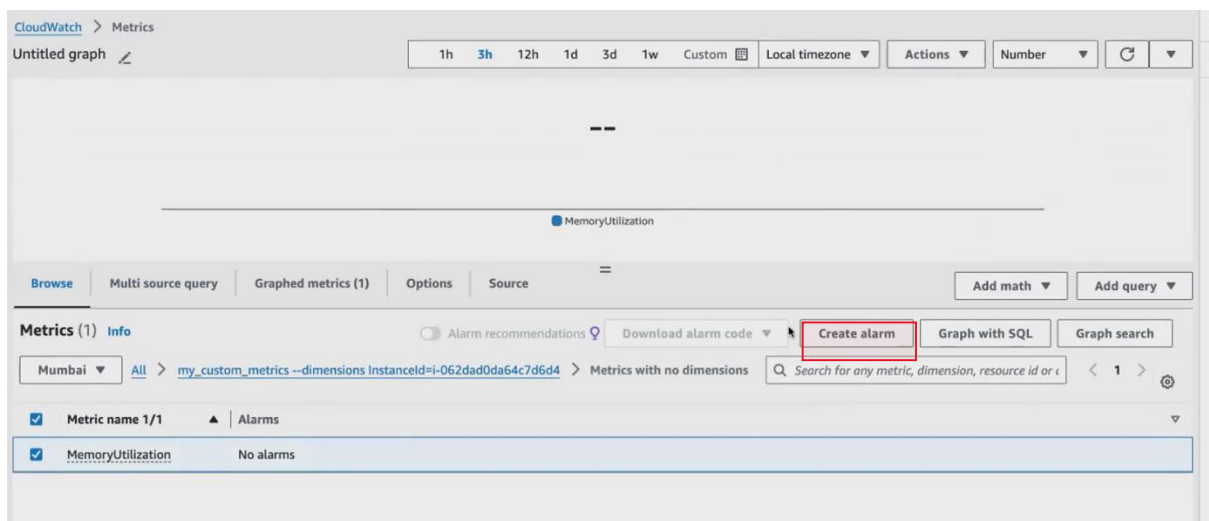 CloudWatch > Metrics
Untitled graph
1h 3h 12h 1d 3d 1w Custom Local timezone Actions Number
--
MemoryUtilization
Browse Multi source query Graphed metrics (1) Options Source Add math Add query
Metrics (1) Info Alarm recommendations Download alarm code Create alarm Graph with SQL Graph search
Mumbai All > my_custom_metrics --dimensions InstanceId=i-062dad0da64c7d6d4 > Metrics with no dimensions Search for any metric, dimension, resource id or < 1 >
Metric name 1/1 Alarms
MemoryUtilization No alarms